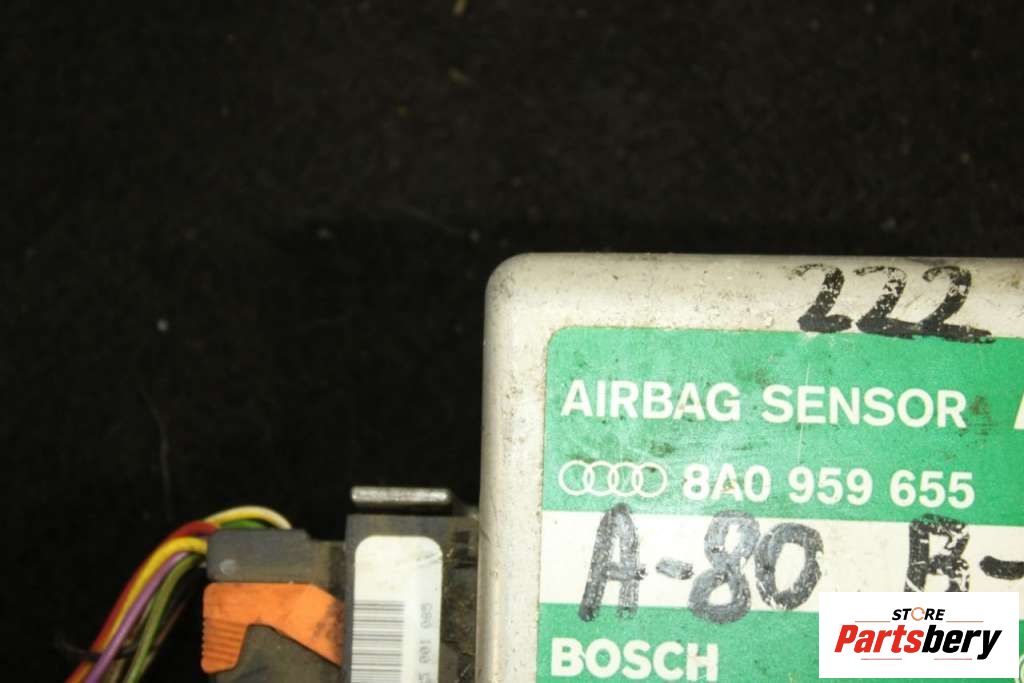 222
AIRBAG SENSOR
8A0 959 655
A-80 B-
BOSCH
STORE
Partsbery